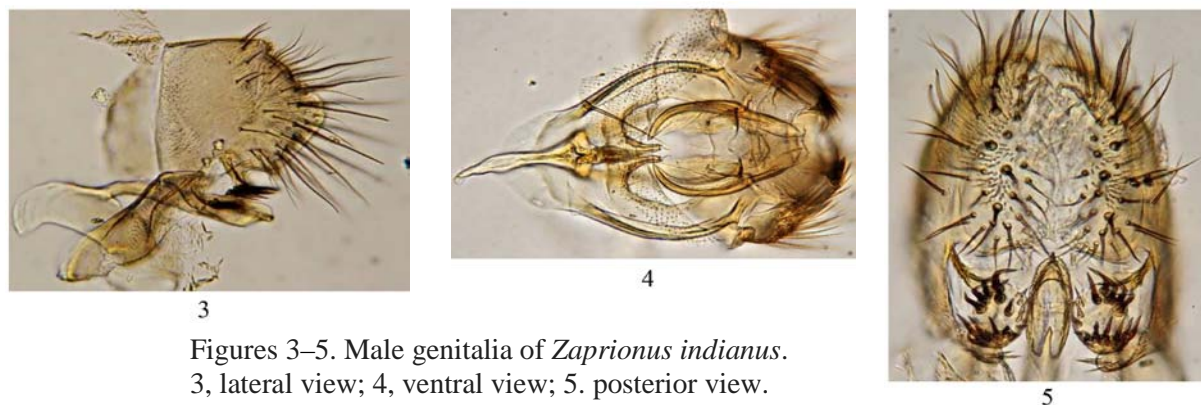 3
4
5
Figures 3–5. Male genitalia of Zaprionus indianus.
3, lateral view; 4, ventral view; 5. posterior view.